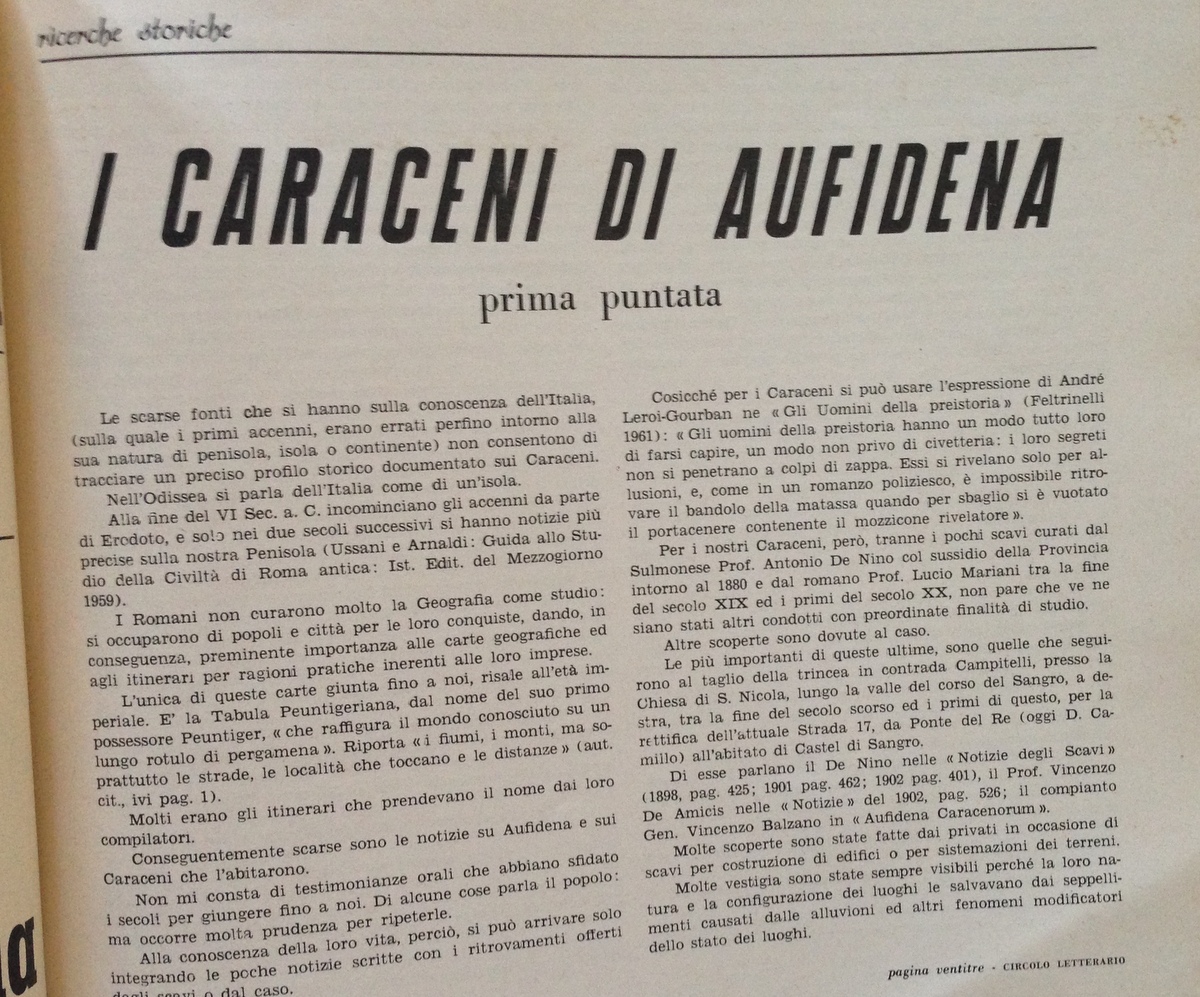 ricerche storiche
I CARACENI DI AUFIDENA
prima puntata
Le scarse fonti che si hanno sulla conoscenza dell'Italia,
(sulla quale i primi accenni, erano errati perfino intorno alla
sua natura di penisola, isola o continente) non consentono di
tracciare un preciso profilo storico documentato sui Caraceni.
Nell'Odissea si parla dell'Italia come di un'isola.
Alla fine del VI Sec. a. C. incominciano gli accenni da parte
di Erodoto, e solo nei due secoli successivi si hanno notizie più
precise sulla nostra Penisola (Ussani e Arnaldi: Guida allo Stu-
dio della Civiltà di Roma antica: Ist. Edit. del Mezzogiorno
1959).
I Romani non curarono molto la Geografia come studio:
si occuparono di popoli e città per le loro conquiste, dando, in
conseguenza, preminente importanza alle carte geografiche ed
agli itinerari per ragioni pratiche inerenti alle loro imprese.
L'unica di queste carte giunta fino a noi, risale all'età im-
periale. E' la Tabula Peuntigeriana, dal nome del suo primo
possessore Peuntiger, « che raffigura il mondo conosciuto su un
lungo rotulo di pergamena ». Riporta « i fiumi, i monti, ma so-
prattutto le strade, le località che toccano e le distanze » (aut.
cit., ivi pag. 1).
Molti erano gli itinerari che prendevano il nome dai loro
compilatori.
Conseguentemente scarse sono le notizie su Aufidena e sui
Caraceni che l'abitarono.
Non mi consta di testimonianze orali che abbiano sfidato
i secoli per giungere fino a noi. Di alcune cose parla il popolo:
ma occorre molta prudenza per ripeterle.
Alla conoscenza della loro vita, perciò, si può arrivare solo
integrando le poche notizie scritte con i ritrovamenti offerti
dagli scavi o dal caso.
Cosicché per i Caraceni si può usare l'espressione di André
Leroi-Gourban ne « Gli Uomini della preistoria » (Feltrinelli
1961): « Gli uomini della preistoria hanno un modo tutto loro
di farsi capire, un modo non privo di civetteria: i loro segreti
non si penetrano a colpi di zappa. Essi si rivelano solo per al-
lusioni, e, come in un romanzo poliziesco, è impossibile ritro-
vare il bandolo della matassa quando per sbaglio si è vuotato
il portacenere contenente il mozzicone rivelatore ».
Per i nostri Caraceni, però, tranne i pochi scavi curati dal
Sulmonese Prof. Antonio De Nino col sussidio della Provincia
intorno al 1880 e dal romano Prof. Lucio Mariani tra la fine
del secolo XIX ed i primi del secolo XX, non pare che ve ne
siano stati altri condotti con preordinate finalità di studio.
Altre scoperte sono dovute al caso.
Le più importanti di queste ultime, sono quelle che segui-
rono al taglio della trincea in contrada Campitelli, presso la
Chiesa di S. Nicola, lungo la valle del corso del Sangro, a de-
stra, tra la fine del secolo scorso ed i primi di questo, per la
rettifica dell'attuale Strada 17, da Ponte del Re (oggi D. Ca-
millo) all'abitato di Castel di Sangro.
Di esse parlano il De Nino nelle « Notizie degli Scavi »
(1898, pag. 425; 1901 pag. 462; 1902 pag. 401), il Prof. Vincenzo
De Amicis nelle « Notizie » del 1902, pag. 526; il compianto
Gen. Vincenzo Balzano in « Aufidena Caracenorum ».
Molte scoperte sono state fatte dai privati in occasione di
scavi per costruzione di edifici o per sistemazioni dei terreni.
Molte vestigia sono state sempre visibili perché la loro na-
tura e la configurazione dei luoghi le salvavano dai seppelli-
menti causati dalle alluvioni ed altri fenomeni modificatori
dello stato dei luoghi.
pagina ventitre - CIRCOLO LETTERARIO